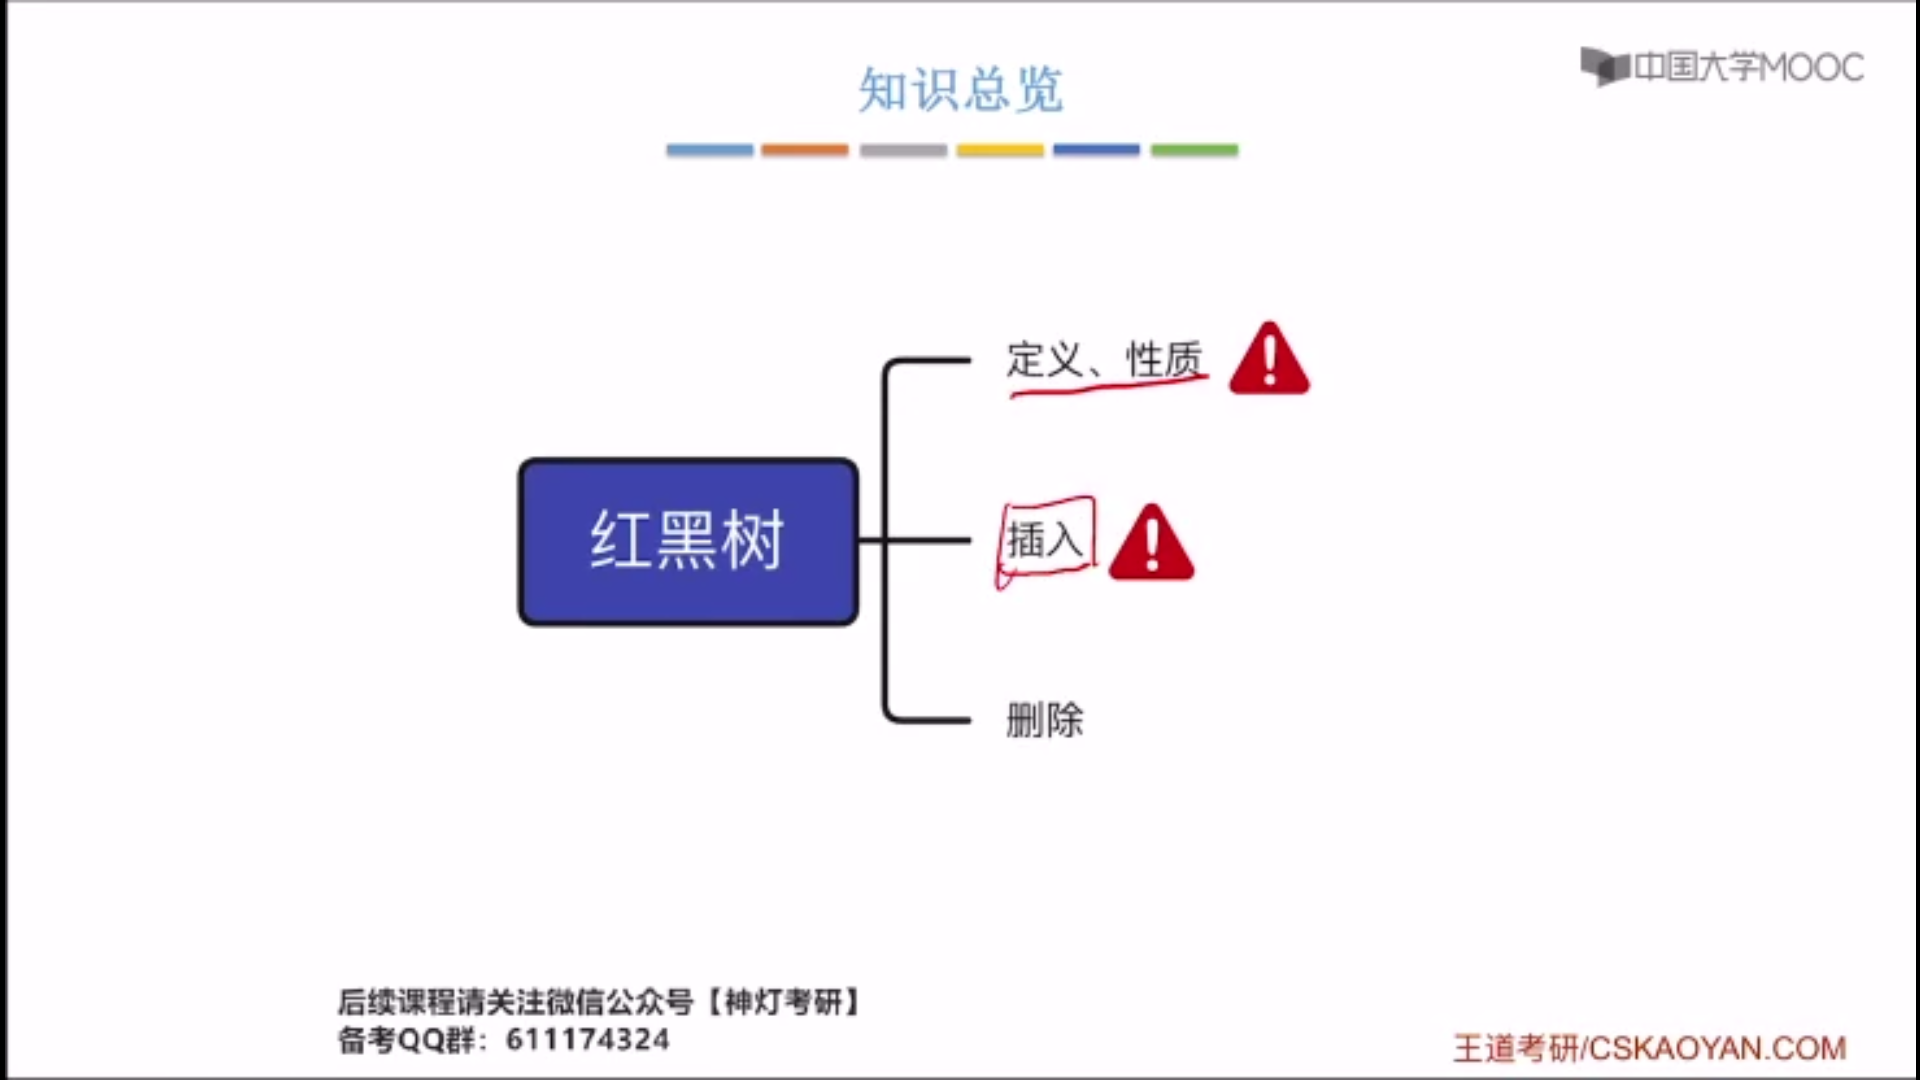 知识总览
中国大学MOOC
定义、性质
红黑树
插入
删除
后续课程请关注微信公众号【神灯考研】
备考QQ群：611174324
王道考研/CSKAOYAN.COM